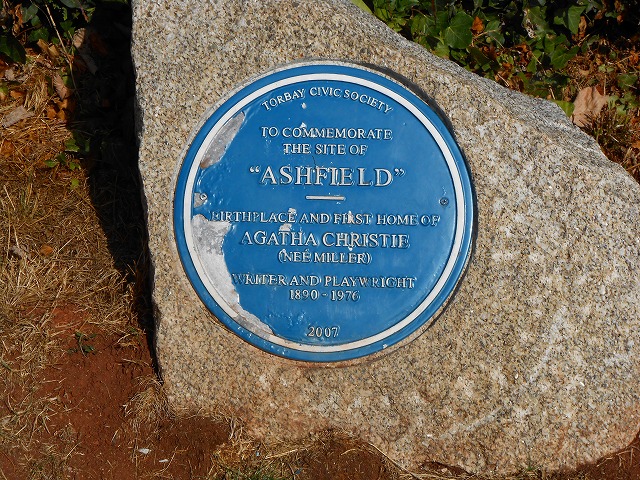 TORBAY CIVIC SOCIETY
TO COMMEMORATE
THE SITE OF
"ASHFIELD"
BIRTHPLACE AND FIRST HOME OF
AGATHA CHRISTIE
(NÉE MILLER)
WRITER AND PLAYWRIGHT
1890 - 1976
2007